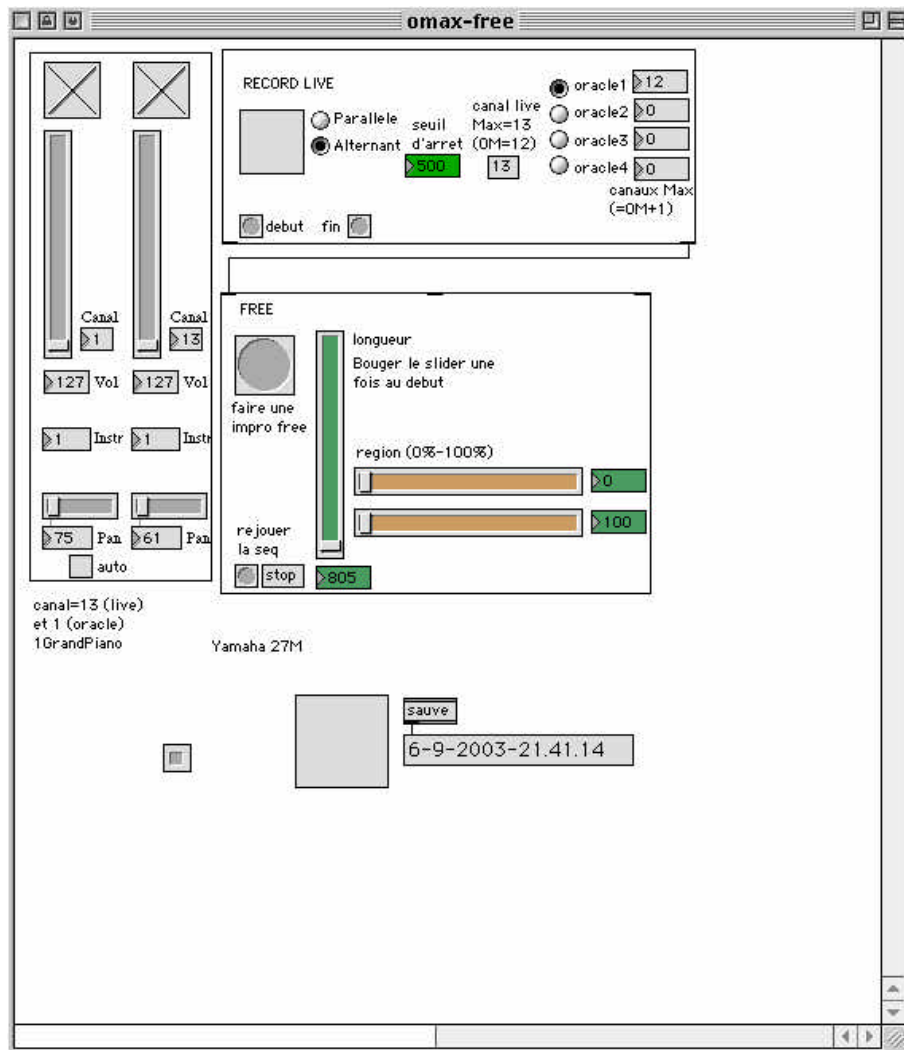 omax-free
RECORD LIVE
Parallele
Alternant
seuil
d'arret
500
canal live
Max=13
(OM=12)
13
oracle1 12
oracle2 0
oracle3 0
oracle4 0
canaux Max
(=OM+1)
debut fin
Canal Canal
1 13
127 Vol 127 Vol
1 Instr 1 Instr
75 Pan 61 Pan
auto
FREE
longueur
Bouger le slider une
fois au debut
faire une
impro free
region (0%-100%)
0
100
rejouer
la seq
stop 805
canal=13 (live)
et 1 (oracle)
1GrandPiano
Yamaha 27M
sauve
6-9-2003-21.41.14